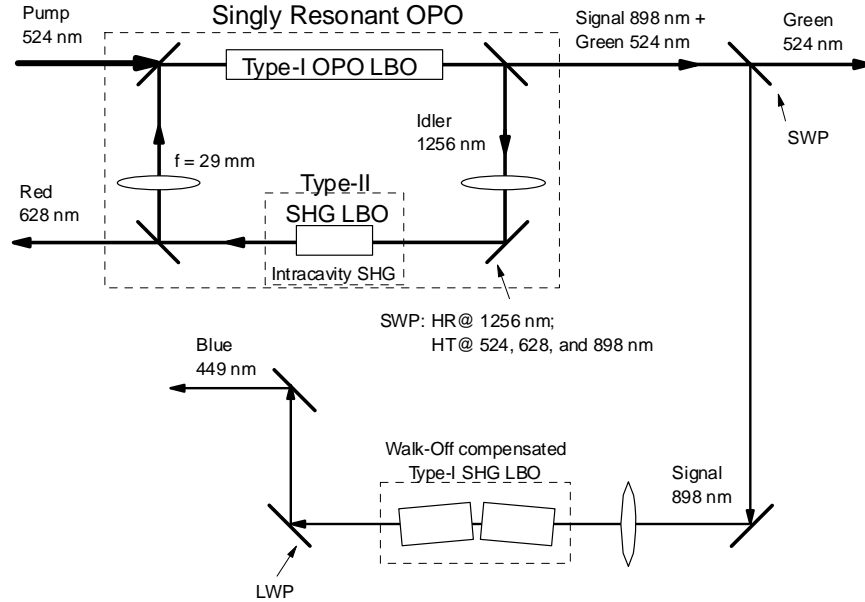 Singly Resonant OPO
Pump
524 nm
Signal 898 nm +
Green 524 nm
Green
524 nm
Type-I OPO LBO
Idler
1256 nm
SWP
f = 29 mm
Type-II
SHG LBO
Intracavity SHG
Red
628 nm
SWP: HR@ 1256 nm;
HT@ 524, 628, and 898 nm
Blue
449 nm
Walk-Off compensated
Type-I SHG LBO
Signal
898 nm
LWP